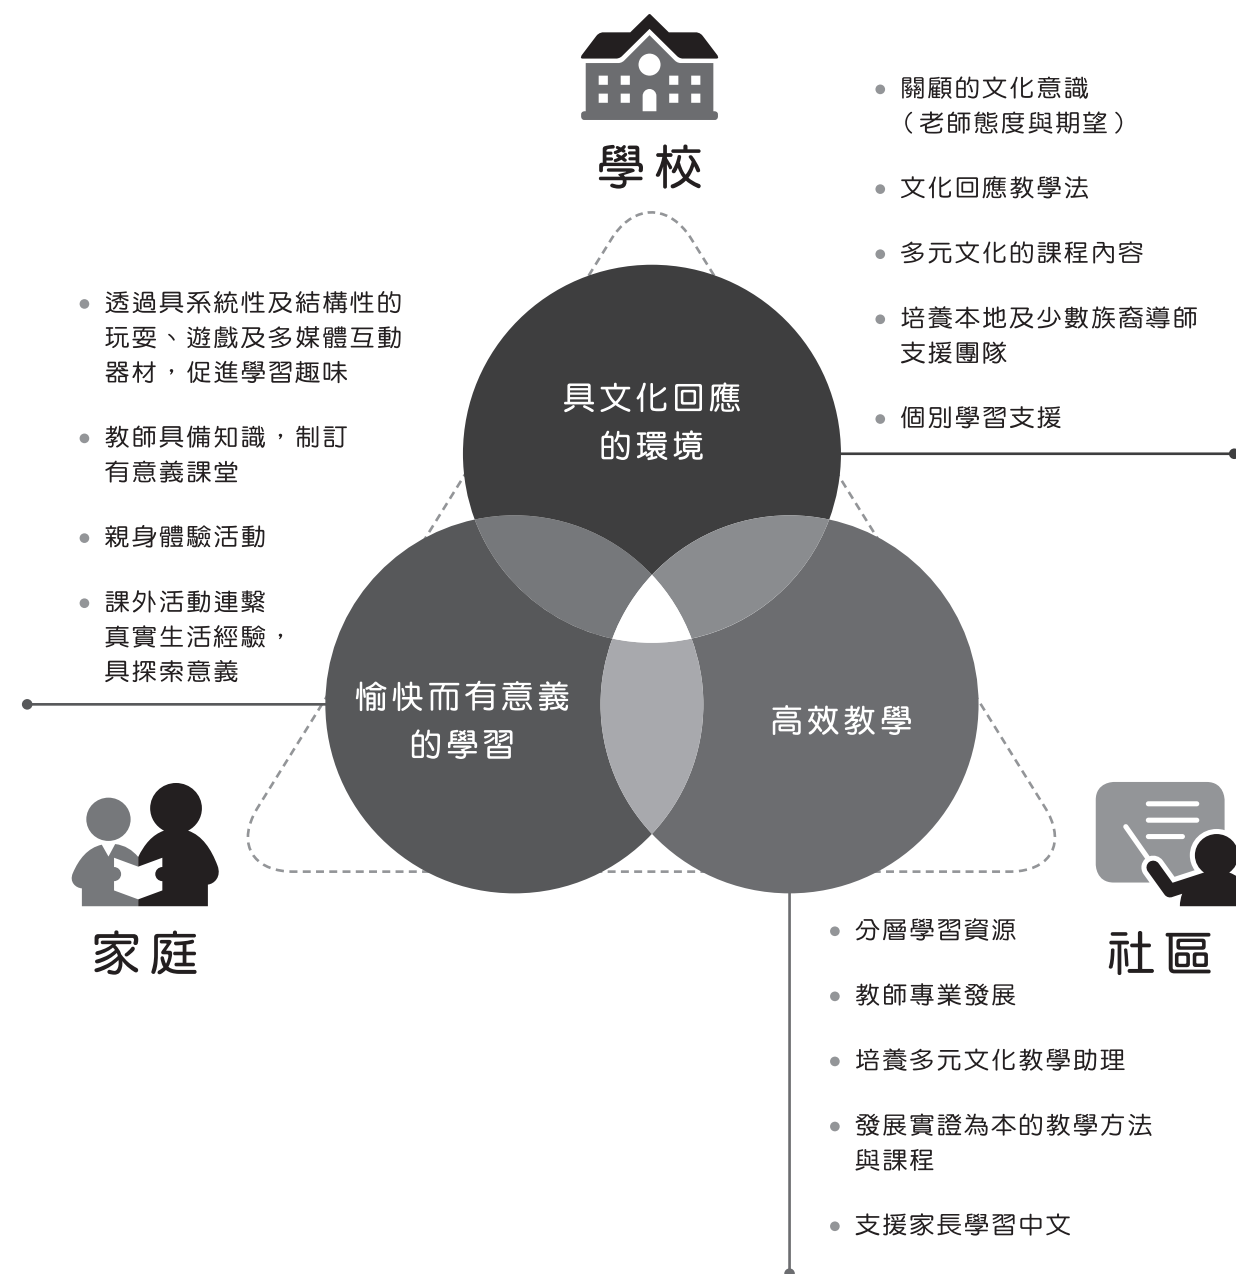 學校
關顧的文化意識
（老師態度與期望）
文化回應教學法
多元文化的課程內容
培養本地及少數族裔導師
支援團隊
個別學習支援
透過具系統性及結構性的
玩耍、遊戲及多媒體互動
器材，促進學習趣味
教師具備知識，制訂
有意義課堂
親身體驗活動
課外活動連繫
真實生活經驗，
具探索意義
具文化回應
的環境
愉快而有意義
的學習
高效教學
家庭
社區
分層學習資源
教師專業發展
培養多元文化教學助理
發展實證為本的教學方法
與課程
支援家長學習中文